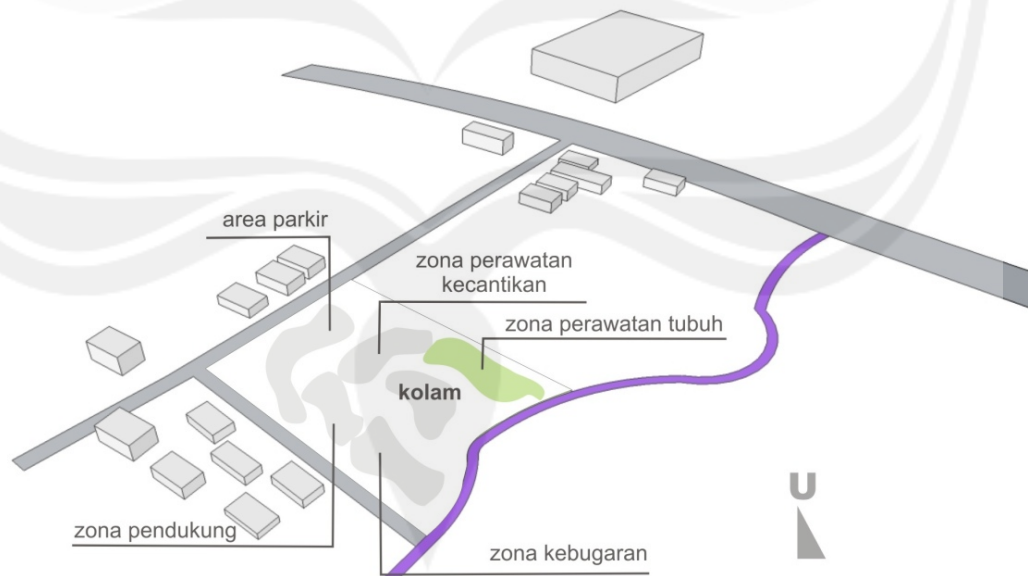 area parkir
zona perawatan
kecantikan
zona perawatan tubuh
kolam
zona pendukung
zona kebugaran
U